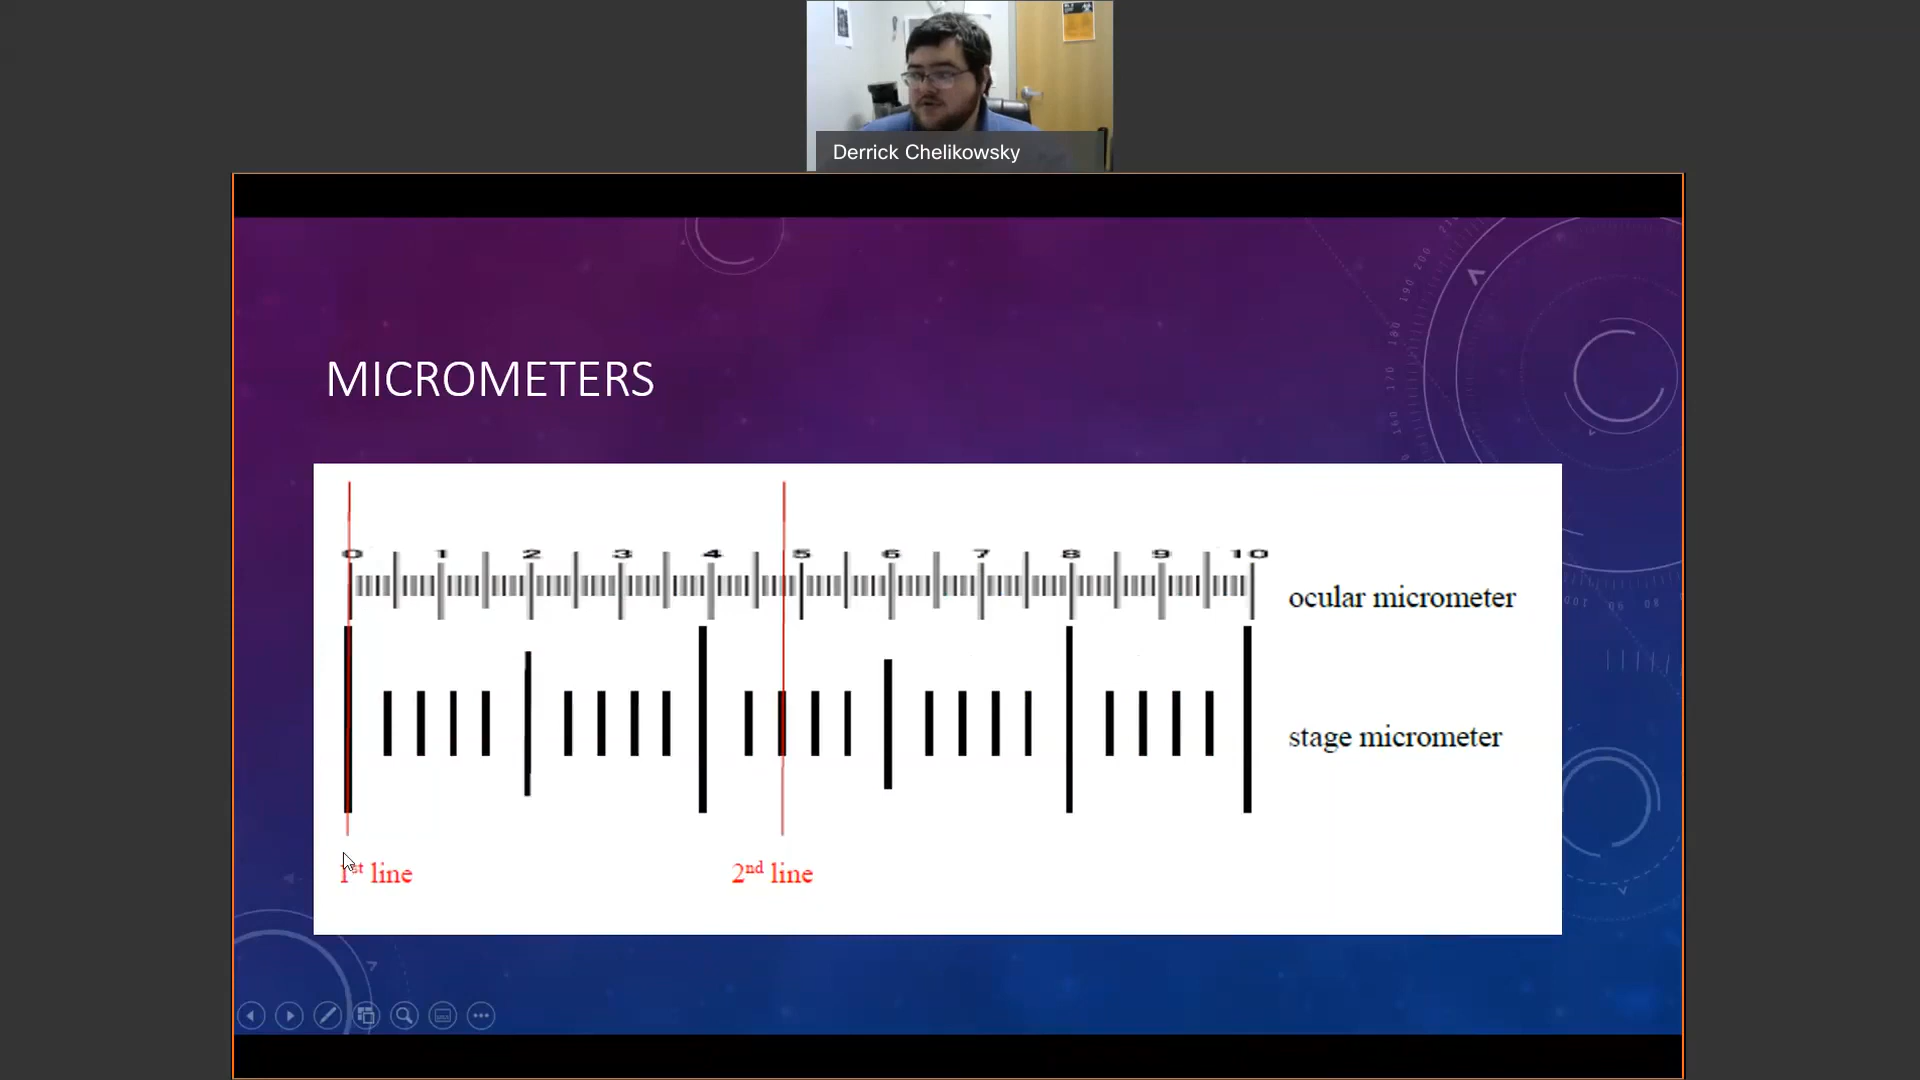 Derrick Chelikowsky
MICROMETERS
0 1 2 3 4 5 6 7 8 9 10
ocular micrometer
stage micrometer
1st line
2nd line